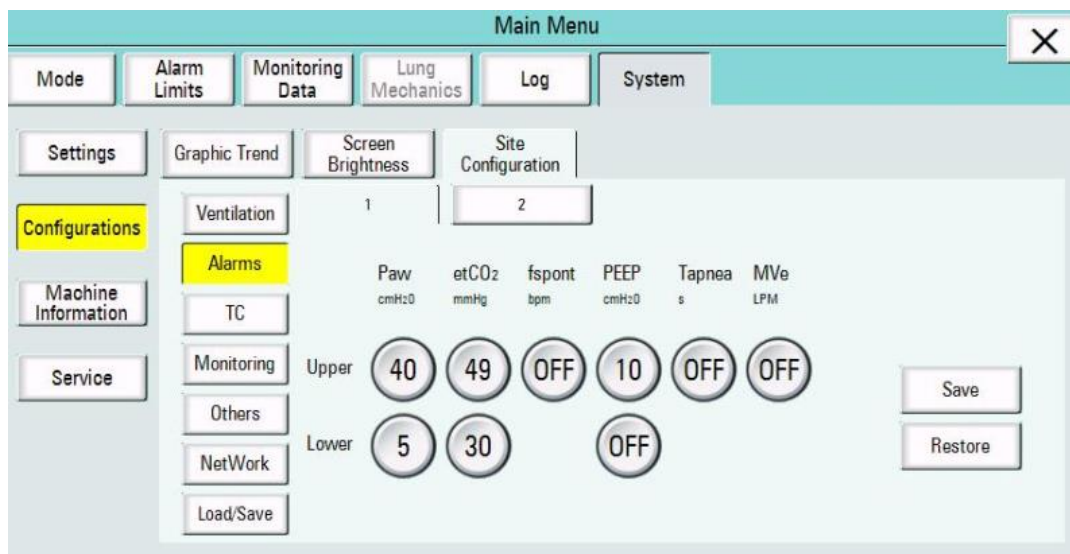 Main Menu
X
Mode
Alarm
Limits
Monitoring
Data
Lung
Mechanics
Log
System
Settings
Graphic Trend
Screen
Brightness
Site
Configuration
Configurations
Machine
Information
Service
Ventilation
Alarms
TC
Monitoring
Others
NetWork
Load/Save
1
2
Paw etCO₂ fspont PEEP Tapnea MVe
cmH₂O mmHg bpm cmH₂O s LPM
Upper 40 49 OFF 10 OFF OFF
Lower 5 30 OFF
Save
Restore